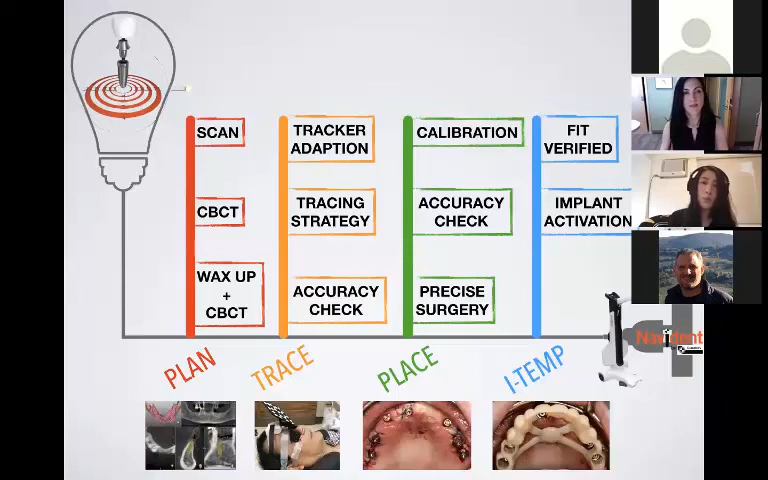 SCAN
CBCT
WAX UP
+
CBCT
PLAN
TRACKER
ADAPTION
TRACING
STRATEGY
ACCURACY
CHECK
TRACE
CALIBRATION
ACCURACY
CHECK
PRECISE
SURGERY
PLACE
FIT
VERIFIED
IMPLANT
ACTIVATION
I-TEMP
Navident